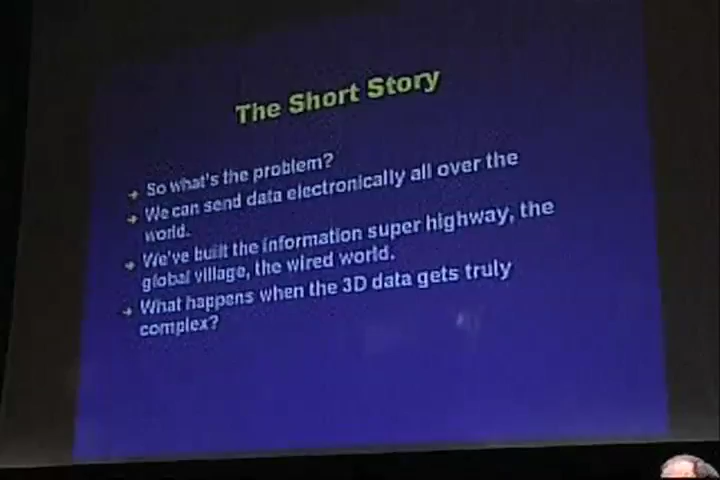 The Short Story
So what's the problem?
We can send data electronically all over the
world.
We've built the information super highway, the
global village, the wired world.
What happens when the 3D data gets truly
complex?